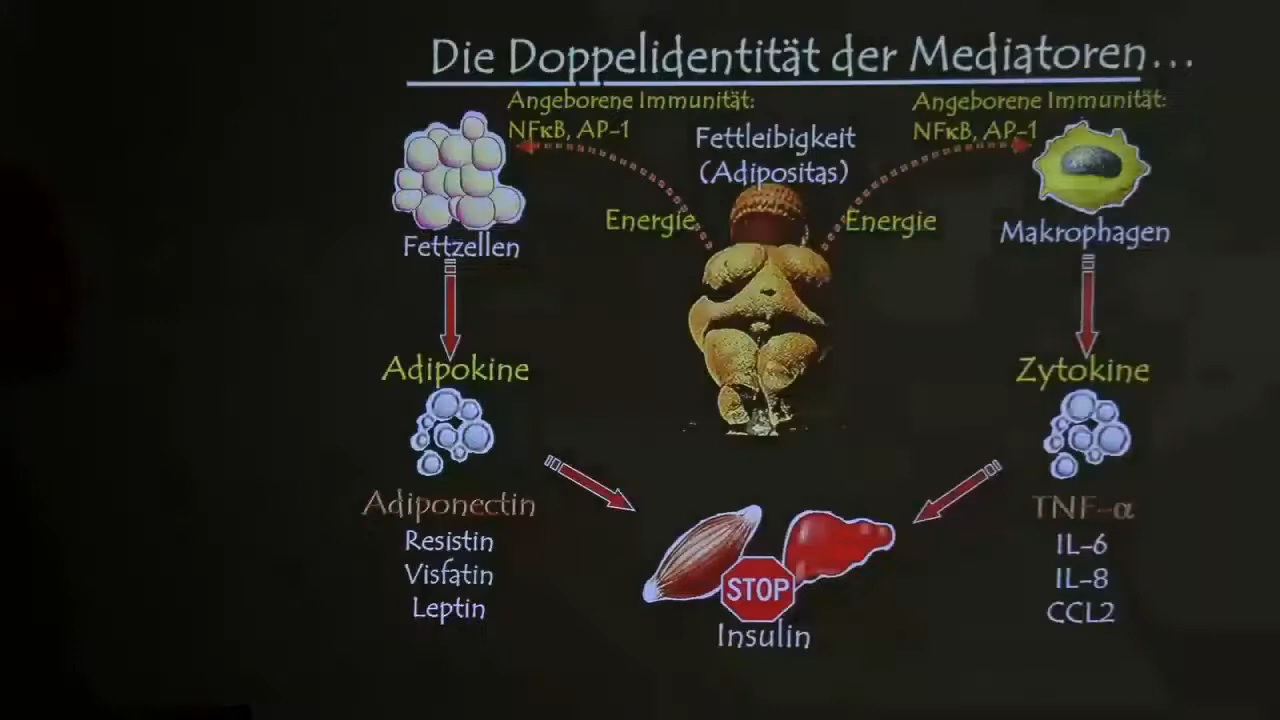 Die Doppelidentität der Mediatoren...
Angeborene Immunität:
NFκB, AP-1
Fettleibigkeit
(Adipositas)
Angeborene Immunität:
NFκB, AP-1
Energie
Energie
Fettzellen
Makrophagen
Adipokine
Zytokine
Adiponectin
Resistin
Visfatin
Leptin
TNF-α
IL-6
IL-8
CCL2
STOP
Insulin